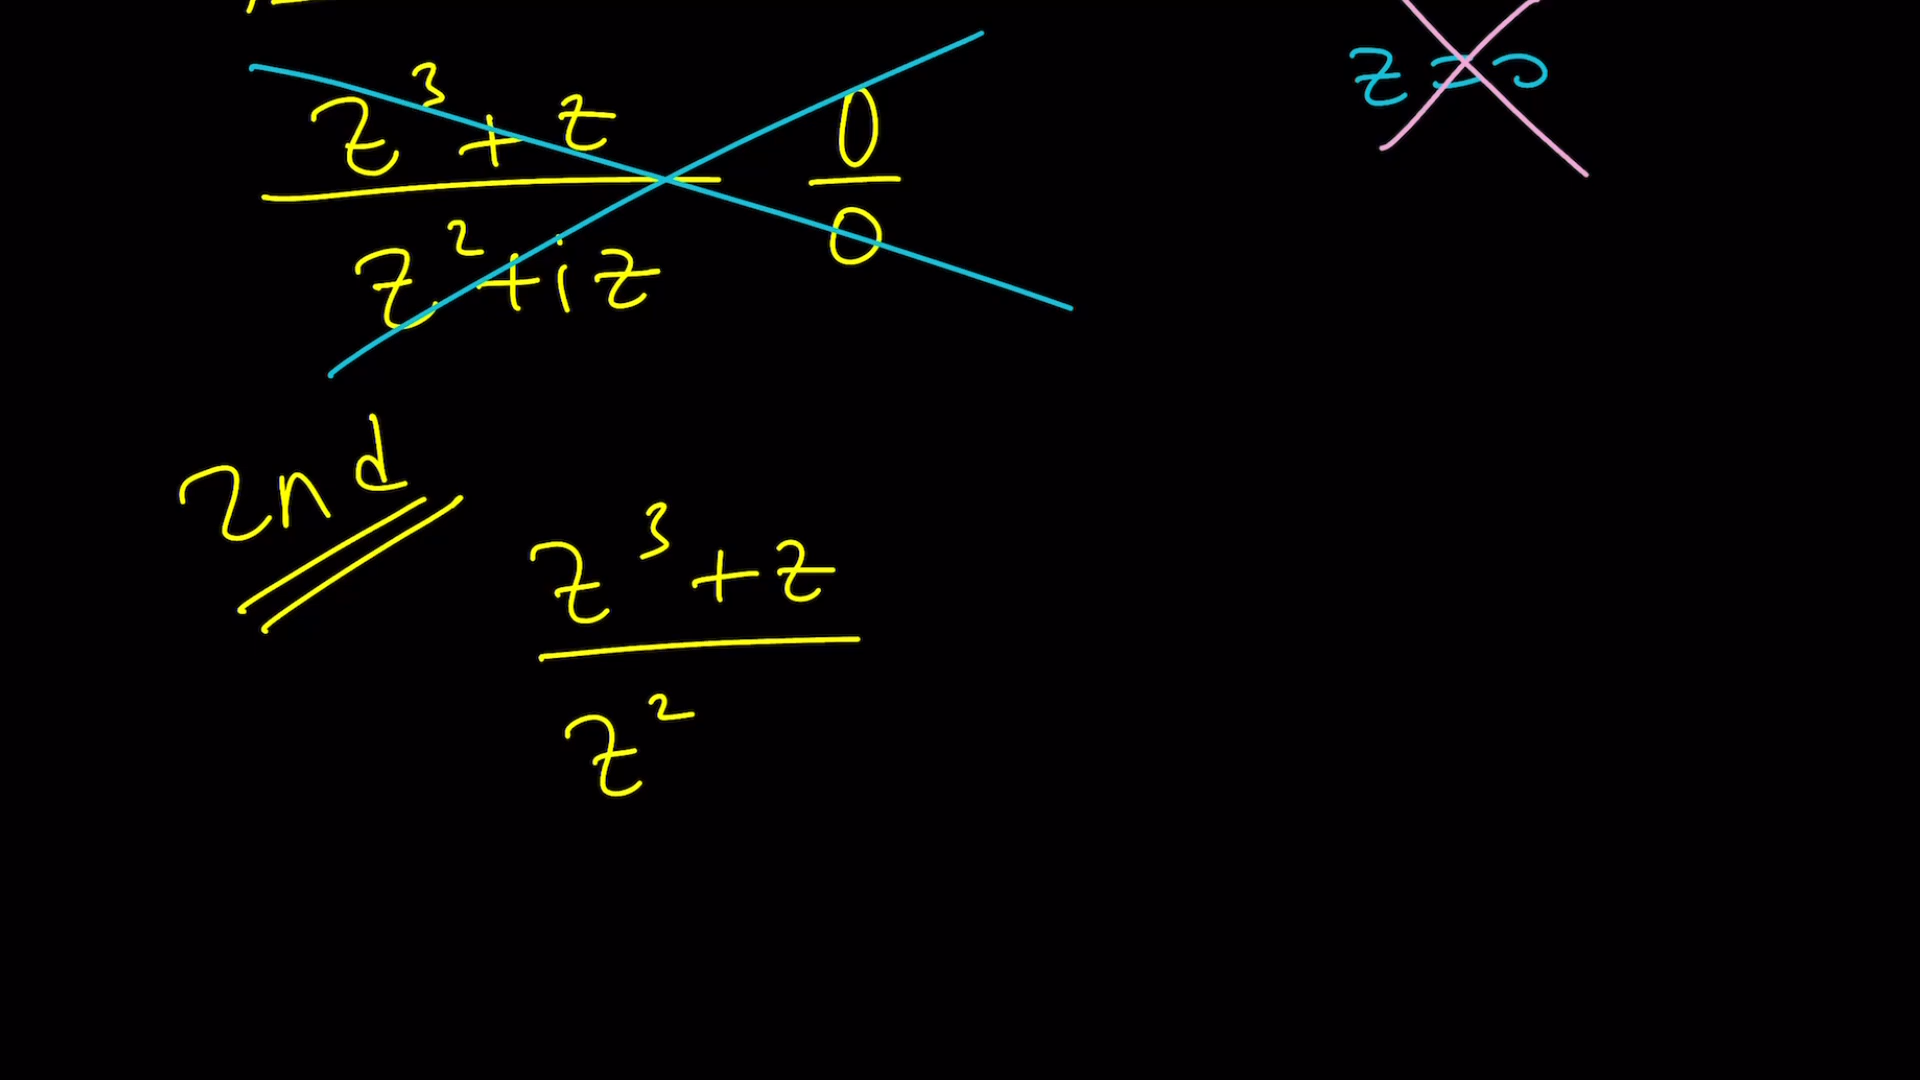 z³ + z / z² + iz   0 / 0
z = 0
2nd
z³ + z / z²